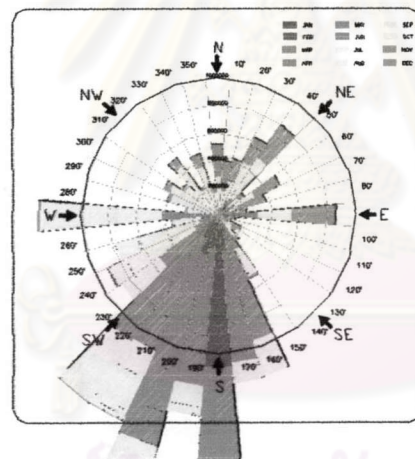 JAN MAY SEP
FEB JUN OCT
MAR JUL NOV
APR AUG DEC
N
350° 10°
340° 20°
330° 30°
NW 320° 40° NE
310° 50°
300° 60°
290° 70°
280° 80°
W E
260° 100°
250° 110°
240° 120°
230° 130°
SW 220° 140° SE
210° 150°
200° 190° 170° 160°
S